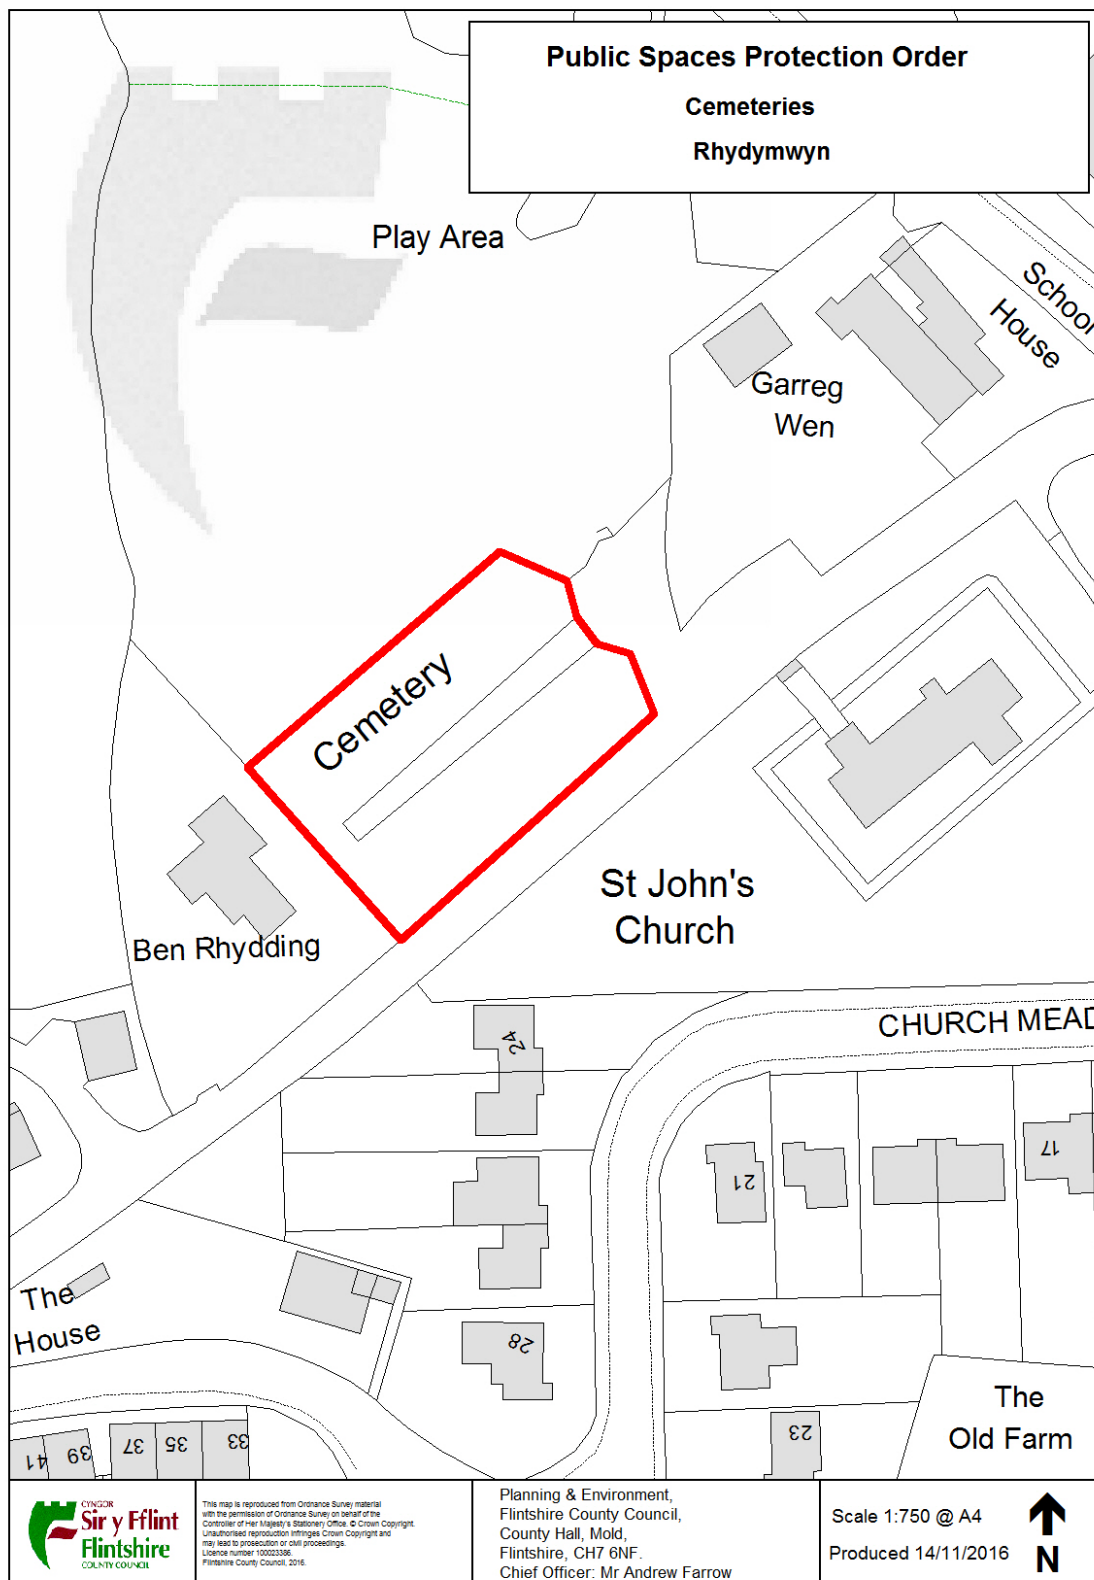 Public Spaces Protection Order
Cemeteries
Rhydymwyn
Play Area
School
House
Garreg
Wen
Cemetery
St John's
Church
Ben Rhydding
CHURCH MEAD
24
21
17
28
23
The
House
The
Old Farm
41
39
37
35
33
CYNGOR
Sir y Fflint
Flintshire
COUNTY COUNCIL
This map is reproduced from Ordnance Survey material
with the permission of Ordnance Survey on behalf of the
Controller of Her Majesty's Stationery Office. © Crown Copyright.
Unauthorised reproduction infringes Crown Copyright and
may lead to prosecution or civil proceedings.
Licence number 100023386.
Flintshire County Council, 2016.
Planning & Environment,
Flintshire County Council,
County Hall, Mold,
Flintshire, CH7 6NF.
Chief Officer: Mr Andrew Farrow
Scale 1:750 @ A4
Produced 14/11/2016
N